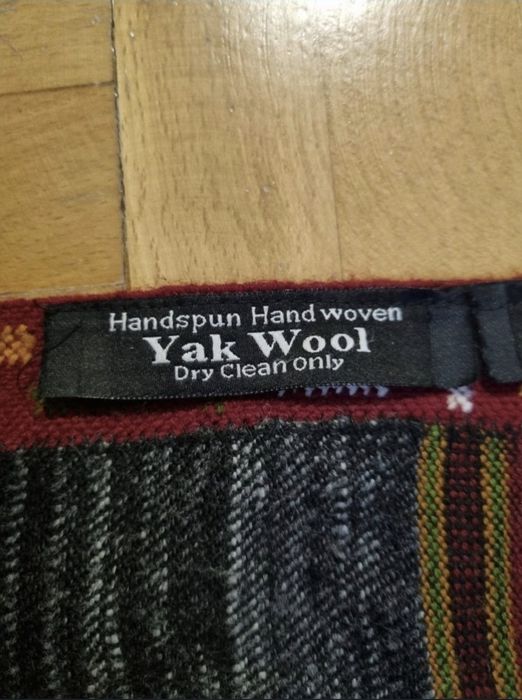 Handspun Hand woven
Yak Wool
Dry Clean Only